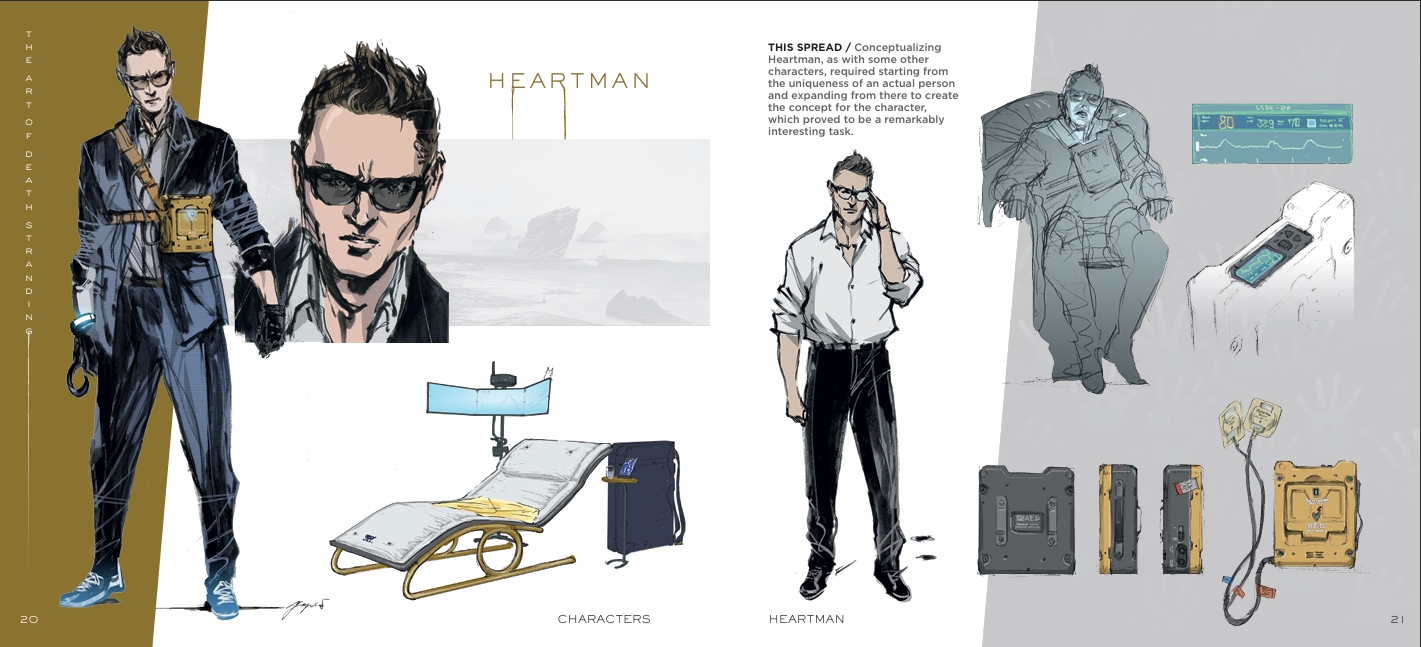 THE ART OF DEATH STRANDING
HEARTMAN
THIS SPREAD / Conceptualizing
Heartman, as with some other
characters, required starting from
the uniqueness of an actual person
and expanding from there to create
the concept for the character,
which proved to be a remarkably
interesting task.
80
20
CHARACTERS
HEARTMAN
21